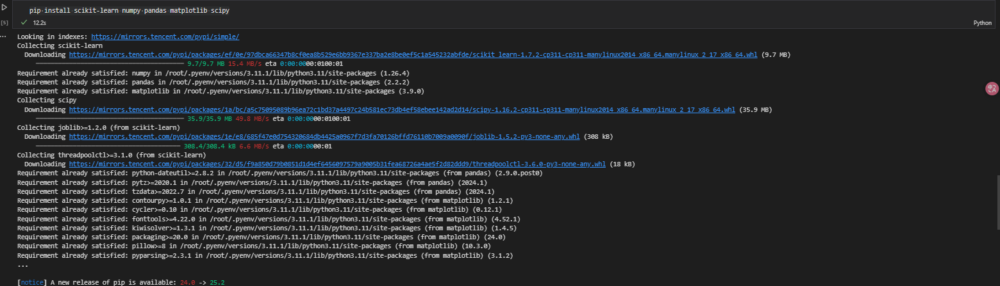 pip install scikit-learn numpy pandas matplotlib scipy
[5]
12.2s
Python
Looking in indexes: https://mirrors.tencent.com/pypi/simple/
Collecting scikit-learn
Downloading https://mirrors.tencent.com/pypi/packages/ef/0e/97dbca66347b8cf0ea8b529e6bb9367e337ba2e8be0ef5c1a545232abfde/scikit_learn-1.7.2-cp311-cp311-manylinux2014_x86_64.manylinux_2_17_x86_64.whl (9.7 MB)
9.7/9.7 MB 15.4 MB/s eta 0:00:0000:0100:01
Requirement already satisfied: numpy in /root/.pyenv/versions/3.11.1/lib/python3.11/site-packages (1.26.4)
Requirement already satisfied: pandas in /root/.pyenv/versions/3.11.1/lib/python3.11/site-packages (2.2.2)
Requirement already satisfied: matplotlib in /root/.pyenv/versions/3.11.1/lib/python3.11/site-packages (3.9.0)
Collecting scipy
Downloading https://mirrors.tencent.com/pypi/packages/1a/bc/a5c75095089b96ea72c1bd37a4497c24b581ec73db4ef58ebee142ad2d14/scipy-1.16.2-cp311-cp311-manylinux2014_x86_64.manylinux_2_17_x86_64.whl (35.9 MB)
35.9/35.9 MB 49.8 MB/s eta 0:00:0000:0100:01
Collecting joblib>=1.2.0 (from scikit-learn)
Downloading https://mirrors.tencent.com/pypi/packages/1e/e8/685f47e0d754320684db4425a0967f7d3fa70126bffd76110b7009a0090f/joblib-1.5.2-py3-none-any.whl (308 kB)
308.4/308.4 kB 6.6 MB/s eta 0:00:0000:01
Collecting threadpoolctl>=3.1.0 (from scikit-learn)
Downloading https://mirrors.tencent.com/pypi/packages/32/d5/f9a850d79b0851d1d4ef6456097579a9005b31fea68726a4ae5f2d82ddd9/threadpoolctl-3.6.0-py3-none-any.whl (18 kB)
Requirement already satisfied: python-dateutil>=2.8.2 in /root/.pyenv/versions/3.11.1/lib/python3.11/site-packages (from pandas) (2.9.0.post0)
Requirement already satisfied: pytz>=2020.1 in /root/.pyenv/versions/3.11.1/lib/python3.11/site-packages (from pandas) (2024.1)
Requirement already satisfied: tzdata>=2022.7 in /root/.pyenv/versions/3.11.1/lib/python3.11/site-packages (from pandas) (2024.1)
Requirement already satisfied: contourpy>=1.0.1 in /root/.pyenv/versions/3.11.1/lib/python3.11/site-packages (from matplotlib) (1.2.1)
Requirement already satisfied: cycler>=0.10 in /root/.pyenv/versions/3.11.1/lib/python3.11/site-packages (from matplotlib) (0.12.1)
Requirement already satisfied: fonttools>=4.22.0 in /root/.pyenv/versions/3.11.1/lib/python3.11/site-packages (from matplotlib) (4.52.1)
Requirement already satisfied: kiwisolver>=1.3.1 in /root/.pyenv/versions/3.11.1/lib/python3.11/site-packages (from matplotlib) (1.4.5)
Requirement already satisfied: packaging>=20.0 in /root/.pyenv/versions/3.11.1/lib/python3.11/site-packages (from matplotlib) (24.0)
Requirement already satisfied: pillow>=8 in /root/.pyenv/versions/3.11.1/lib/python3.11/site-packages (from matplotlib) (10.3.0)
Requirement already satisfied: pyparsing>=2.3.1 in /root/.pyenv/versions/3.11.1/lib/python3.11/site-packages (from matplotlib) (3.1.2)
...
[notice] A new release of pip is available: 24.0 -> 25.2